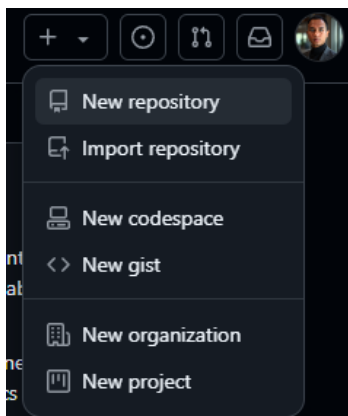 New repository
Import repository
New codespace
New gist
New organization
New project